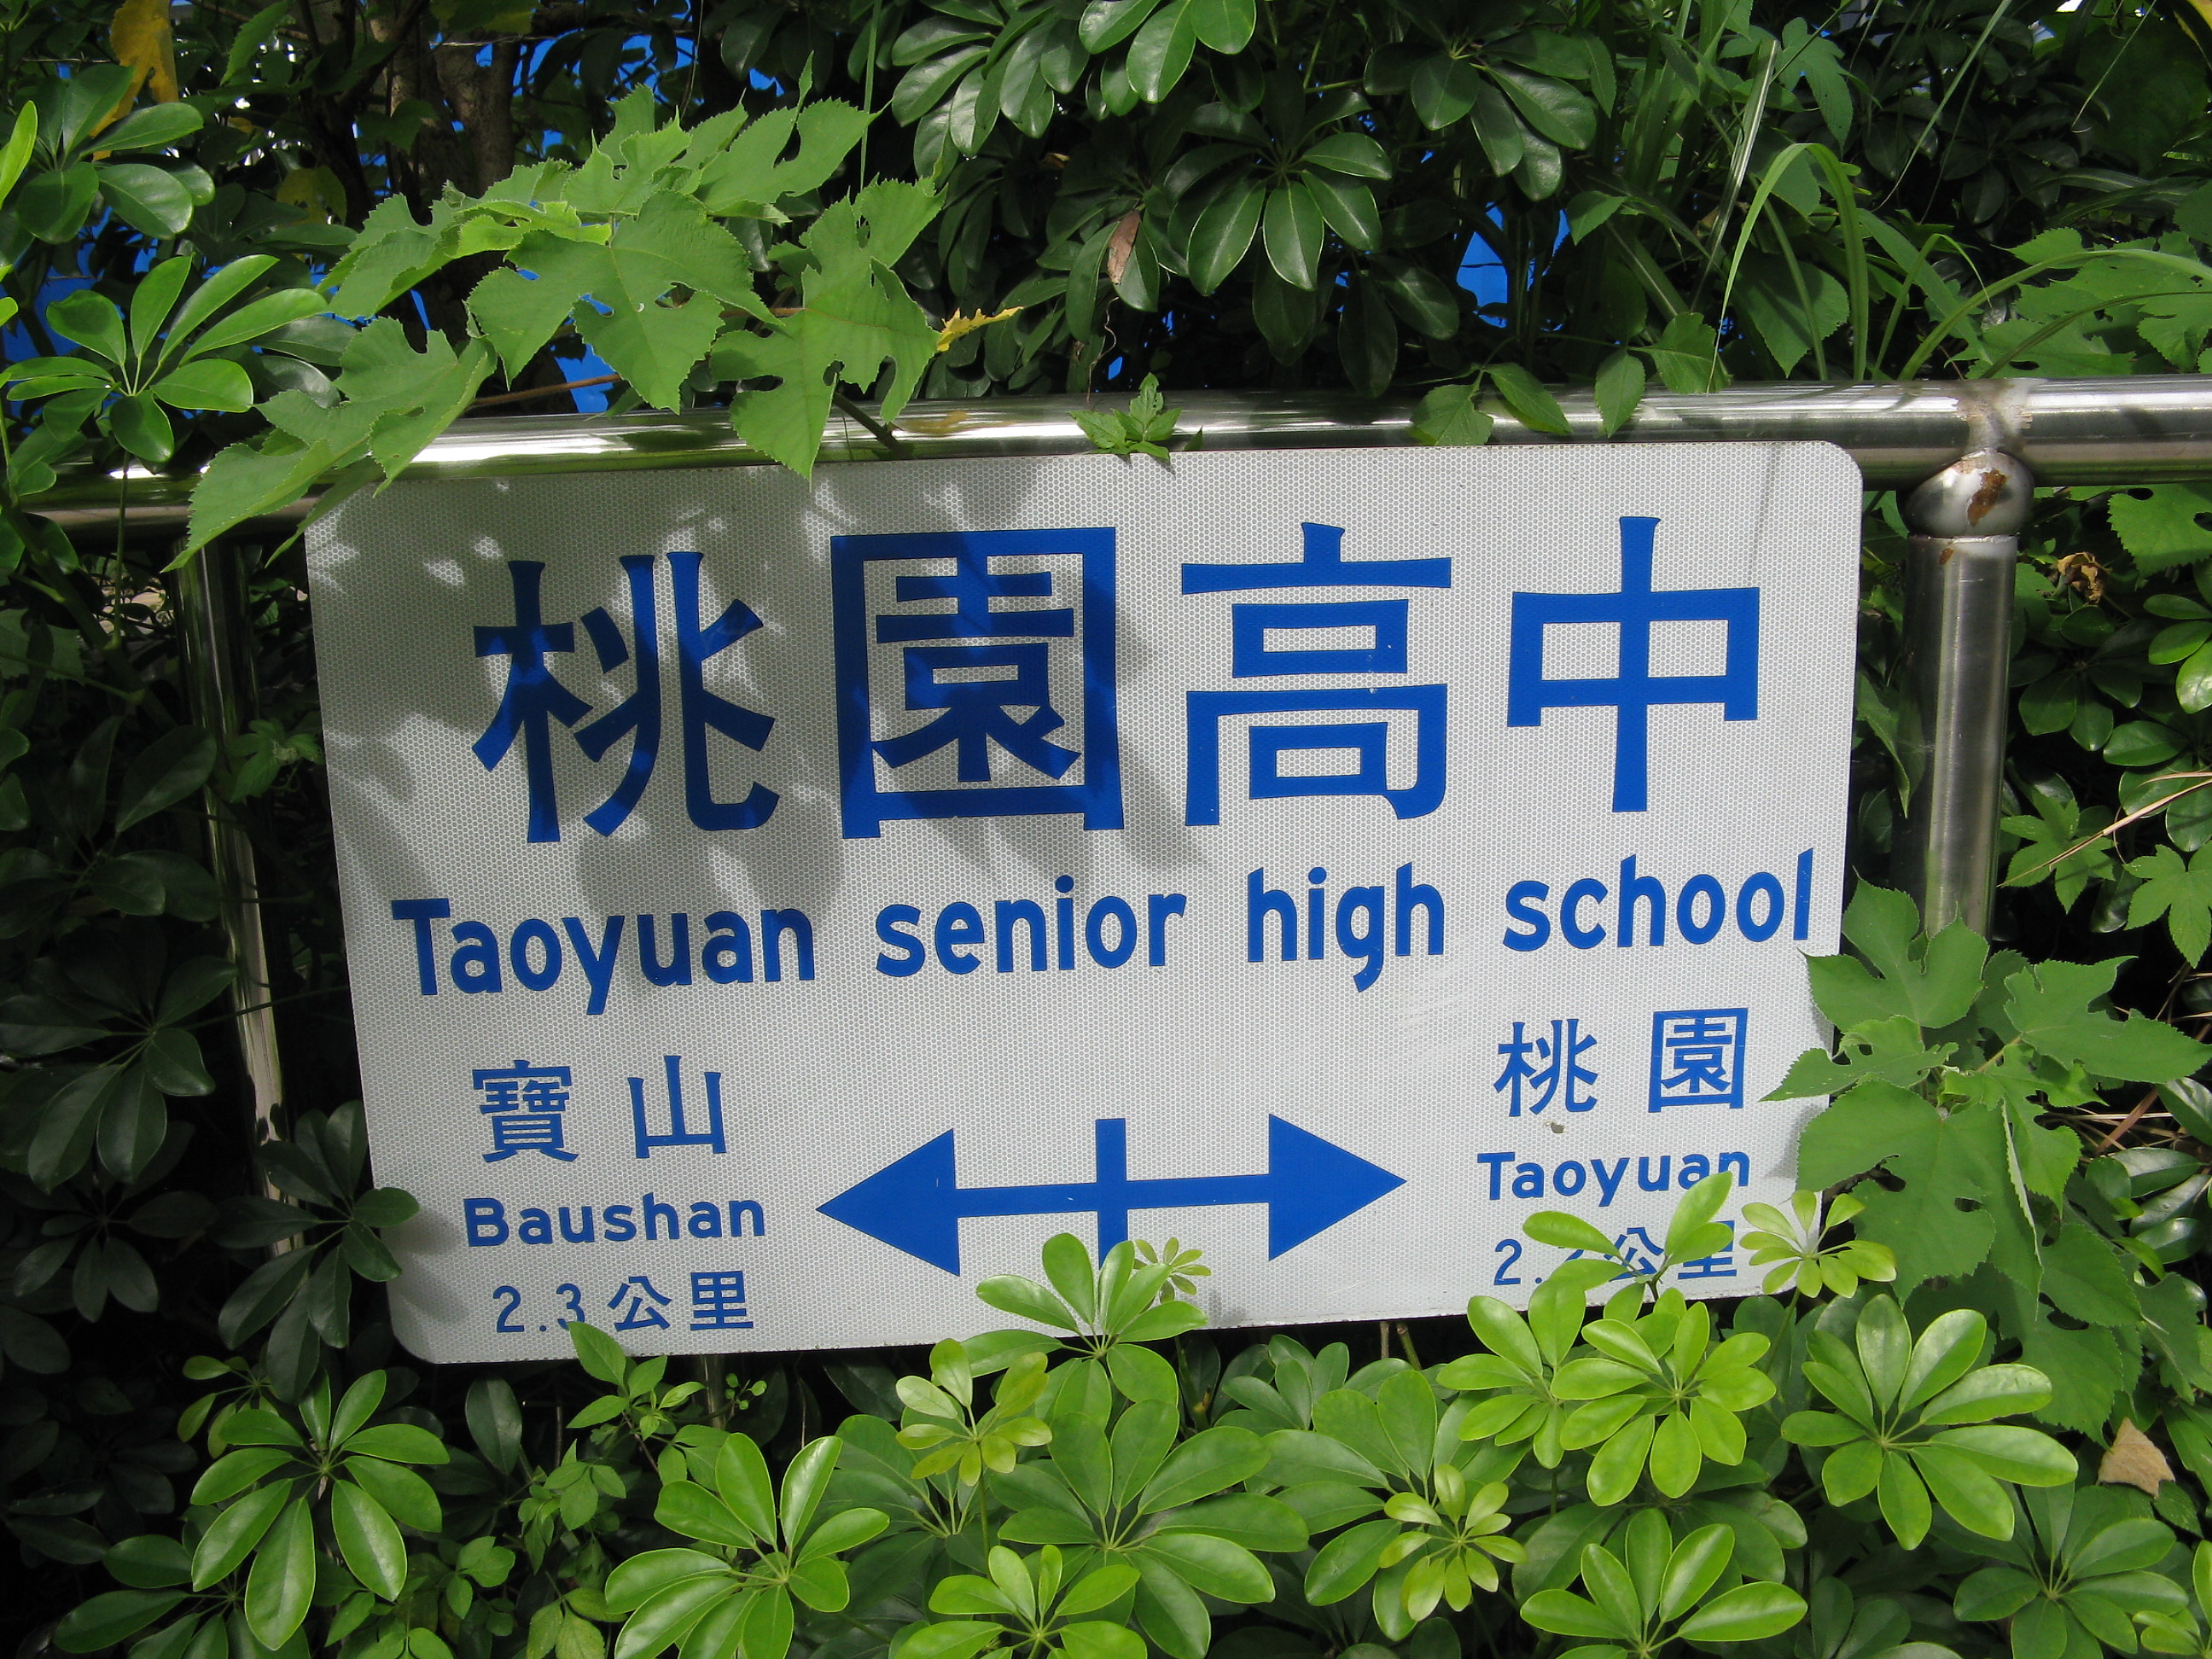 桃園高中
Taoyuan senior high school
寶山 桃園
Baushan Taoyuan
2.3公里 公里